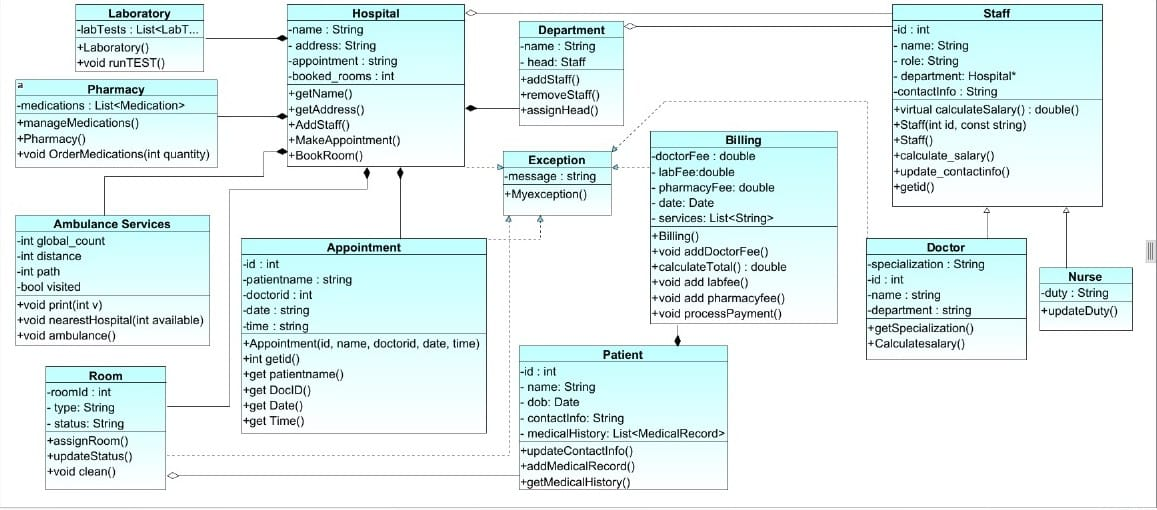 Laboratory
-labTests : List<LabT...
+Laboratory()
+void runTEST()
Hospital
-name : String
- address: String
-appointment : string
-booked_rooms : int
+getName()
+getAddress()
+AddStaff()
+MakeAppointment()
+BookRoom()
Department
-name : String
- head: Staff
+addStaff()
+removeStaff()
+assignHead()
Staff
-id : int
- name: String
- role: String
- department: Hospital*
-contactInfo : String
+virtual calculateSalary() : double()
+Staff(int id, const string)
+Staff()
+calculate_salary()
+update_contactinfo()
+getid()
a
Pharmacy
-medications : List<Medication>
+manageMedications()
+Pharmacy()
+void OrderMedications(int quantity)
Exception
-message : string
+Myexception()
Billing
-doctorFee : double
- labFee:double
- pharmacyFee: double
- date: Date
- services: List<String>
+Billing()
+void addDoctorFee()
+calculateTotal() : double
+void add labfee()
+void add pharmacyfee()
+void processPayment()
Ambulance Services
-int global_count
-int distance
-int path
-bool visited
+void print(int v)
+void nearestHospital(int available)
+void ambulance()
Appointment
-id : int
-patientname : string
-doctorid : int
-date : string
-time : string
+Appointment(id, name, doctorid, date, time)
+int getid()
+get patientname()
+get DocID()
+get Date()
+get Time()
Doctor
-specialization : String
-id : int
-name : string
-department : string
+getSpecialization()
+Calculatesalary()
Nurse
-duty : String
+updateDuty()
Room
-roomId : int
- type: String
- status: String
+assignRoom()
+updateStatus()
+void clean()
Patient
-id : int
- name: String
- dob: Date
- contactInfo: String
- medicalHistory: List<MedicalRecord>
+updateContactInfo()
+addMedicalRecord()
+getMedicalHistory()